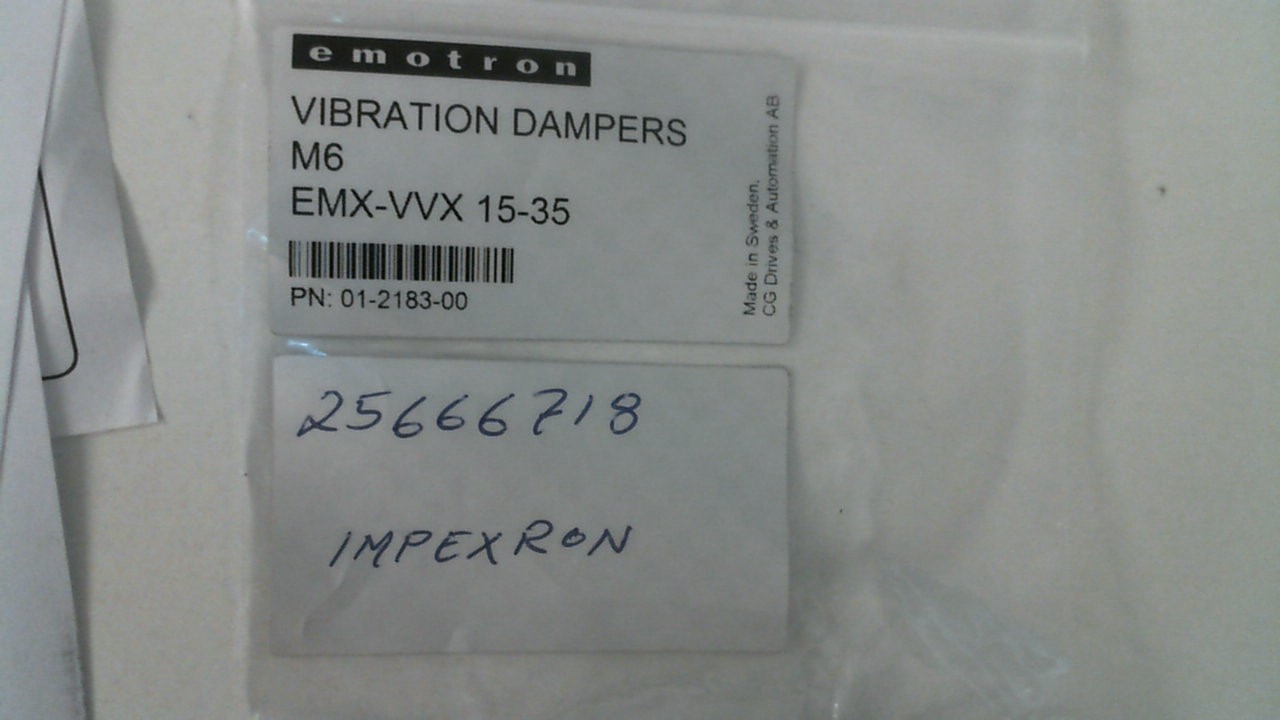 emotron
VIBRATION DAMPERS
M6
EMX-VVX 15-35
PN: 01-2183-00
Made in Sweden.
CG Drives & Automation AB
25666718
IMPEXRON